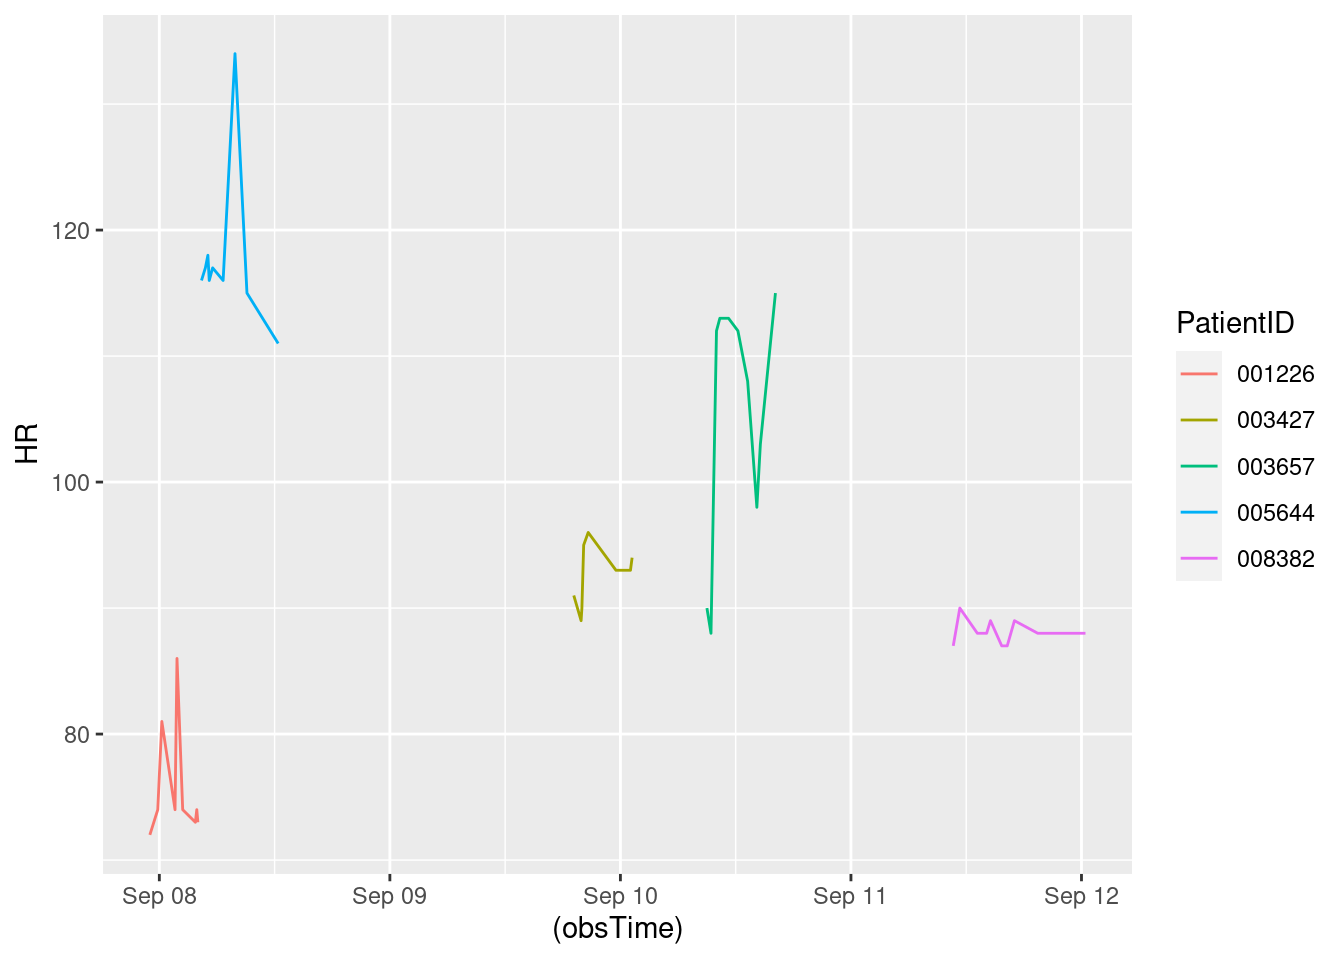 120
100
80
HR
Sep 08
Sep 09
Sep 10
Sep 11
Sep 12
(obsTime)
PatientID
001226
003427
003657
005644
008382